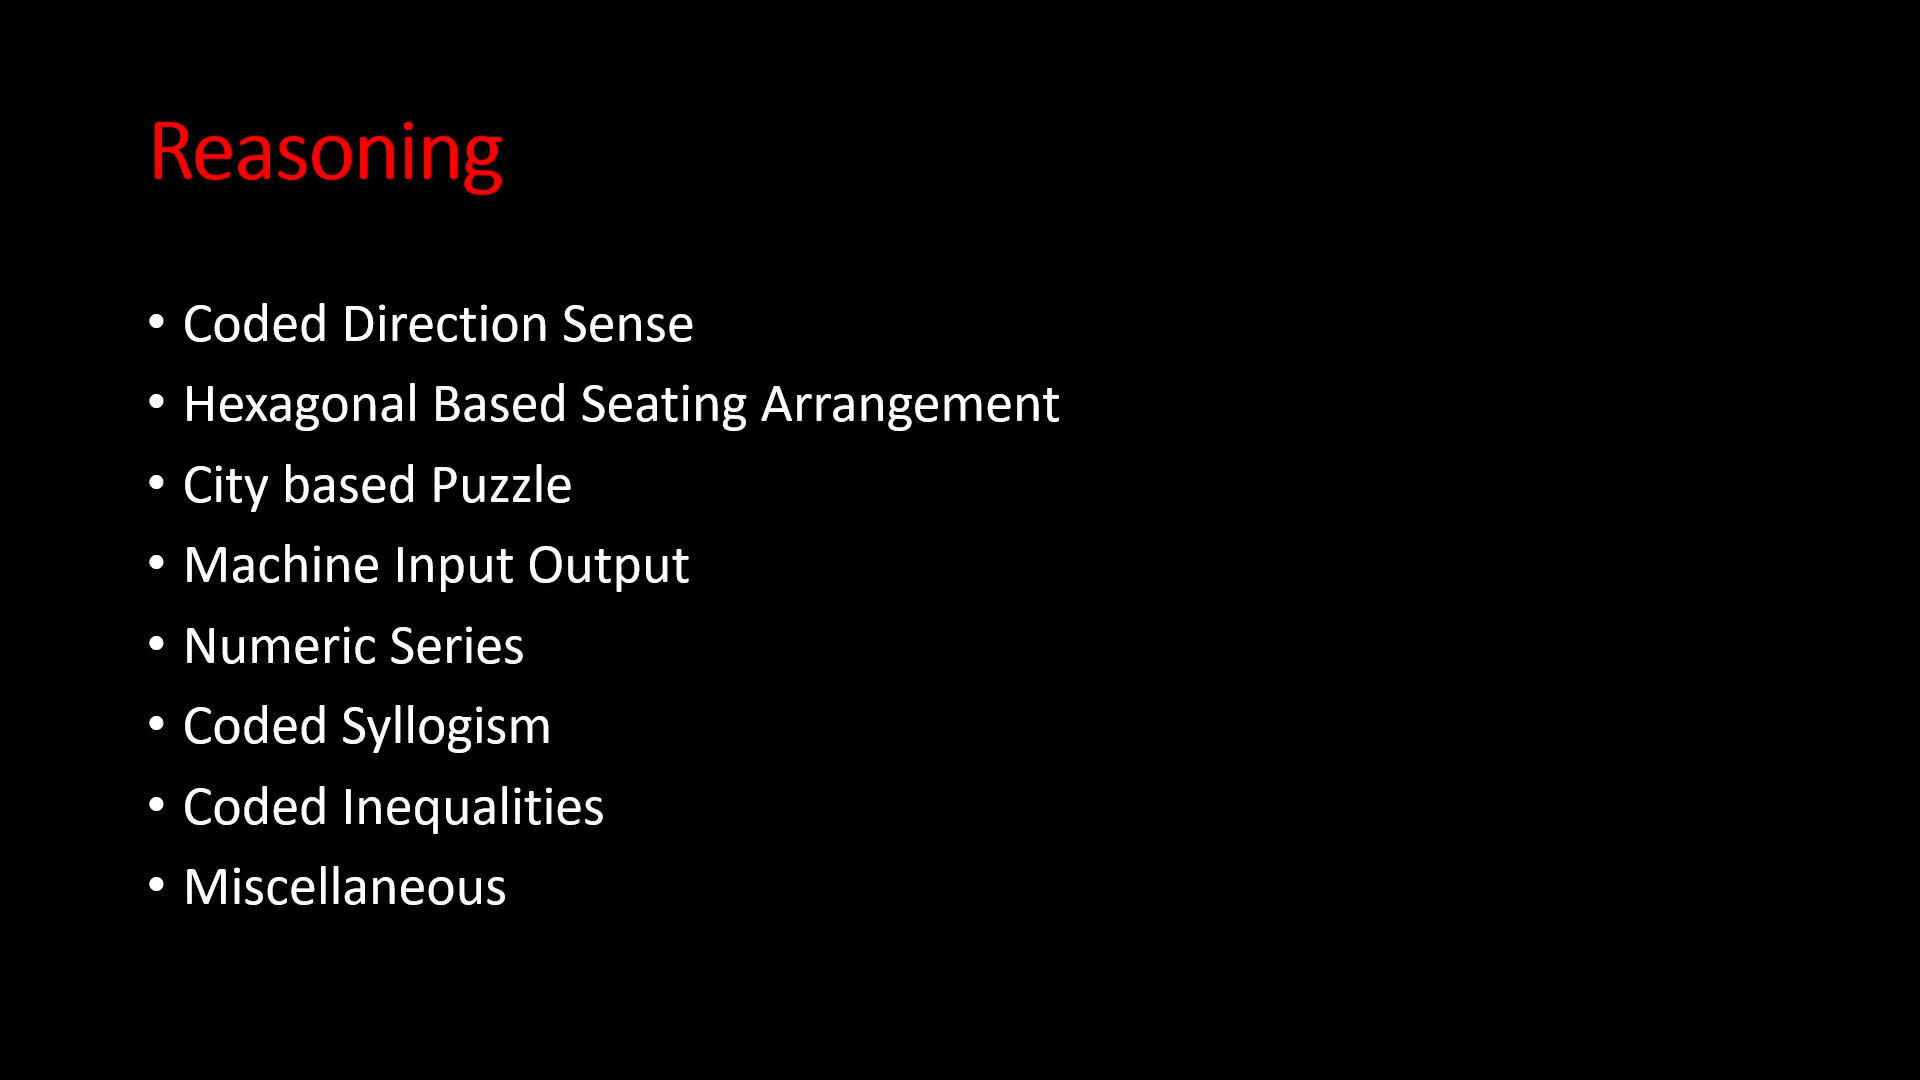 Reasoning
• Coded Direction Sense
• Hexagonal Based Seating Arrangement
• City based Puzzle
• Machine Input Output
• Numeric Series
• Coded Syllogism
• Coded Inequalities
• Miscellaneous